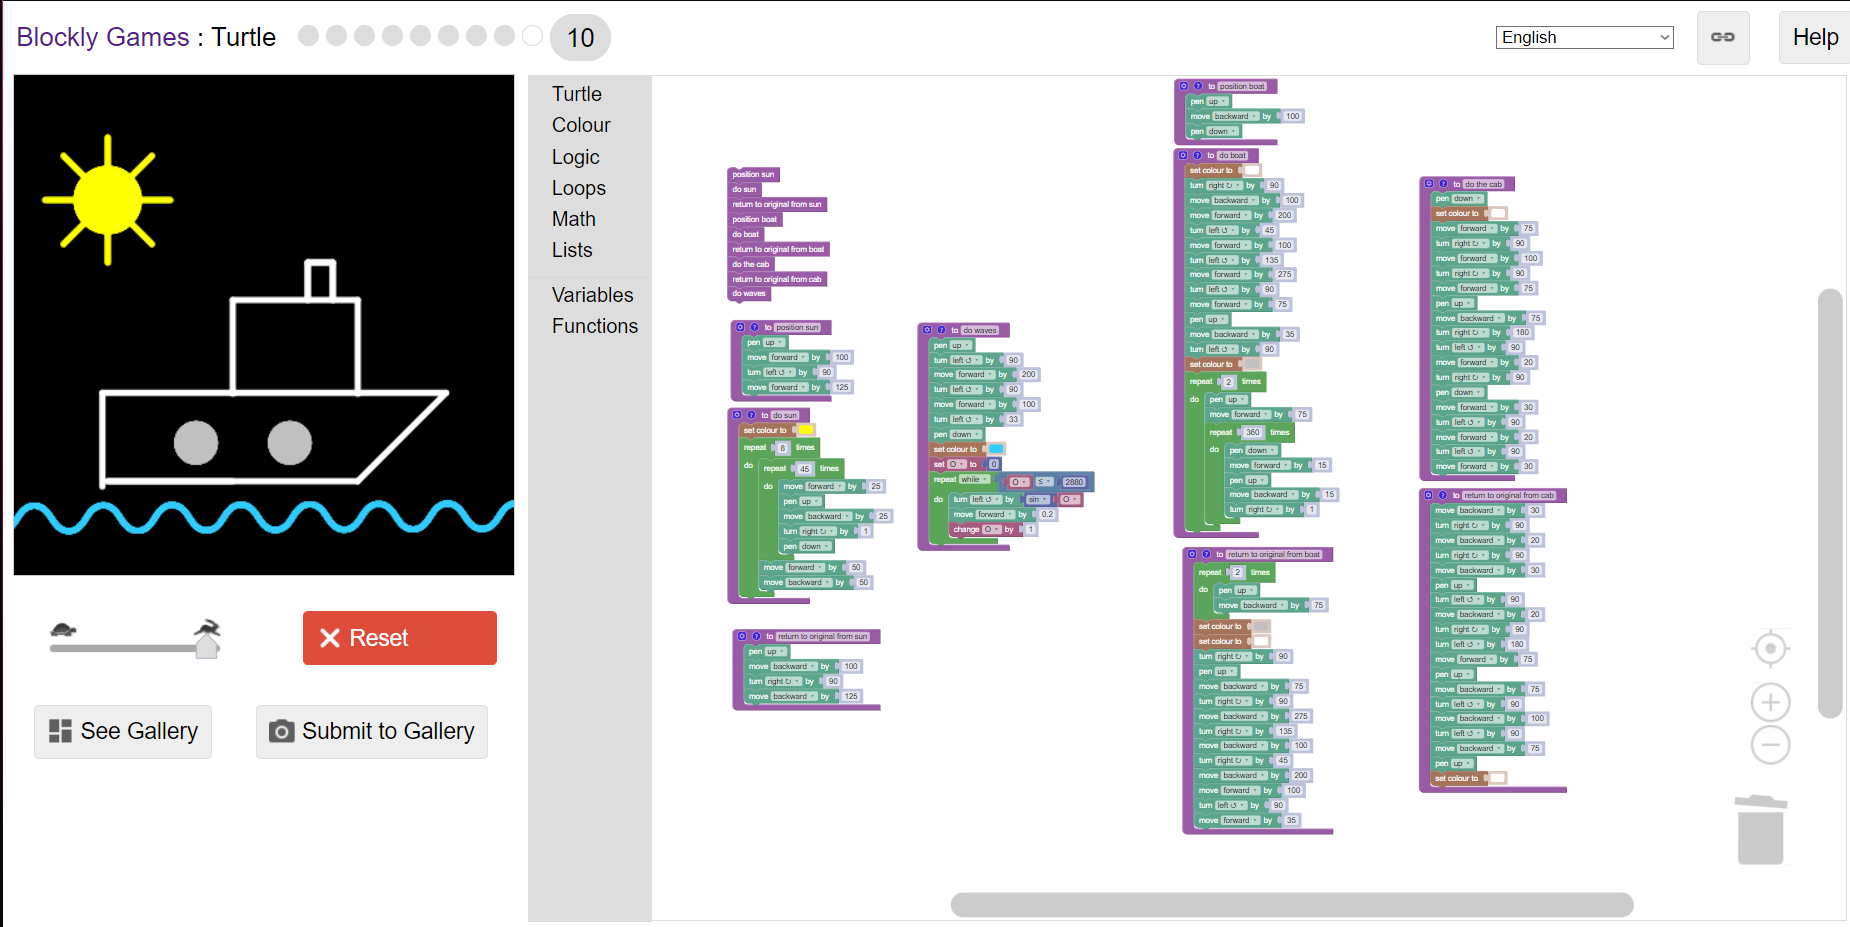 Blockly Games : Turtle
10
English
Help
Turtle
Colour
Logic
Loops
Math
Lists
Variables
Functions
position sun
do sun
return to original from sun
position boat
do boat
return to original from boat
do the cab
return to original from cab
do waves
to position sun
pen up
move forward by 100
turn left ↺ by 90
move forward by 125
to do sun
set colour to
repeat 8 times
do repeat 45 times
do move forward by 25
pen up
move backward by 25
turn right ↻ by 1
pen down
move forward by 50
move backward by 50
to return to original from sun
pen up
move backward by 100
turn right ↻ by 90
move backward by 125
to do waves
pen up
turn left ↺ by 90
move forward by 200
turn left ↺ by 90
move forward by 100
turn left ↺ by 33
pen down
set colour to
set O to 0
repeat while O ≤ 2880
do turn left ↺ by sin O
move forward by 0.2
change O by 1
to position boat
pen up
move backward by 100
pen down
to do boat
set colour to
turn right ↻ by 90
move backward by 100
move forward by 200
turn left ↺ by 45
move forward by 100
turn left ↺ by 135
move forward by 275
turn left ↺ by 90
move forward by 75
pen up
move backward by 35
turn left ↺ by 90
set colour to
repeat 2 times
do pen up
move forward by 75
repeat 360 times
do pen down
move forward by 15
pen up
move backward by 15
turn right ↻ by 1
to return to original from boat
repeat 2 times
do pen up
move backward by 75
set colour to
set colour to
turn right ↻ by 90
pen up
move backward by 75
turn right ↻ by 90
move backward by 275
turn right ↻ by 135
move backward by 100
turn right ↻ by 45
move backward by 200
move forward by 100
turn left ↺ by 90
move forward by 35
to do the cab
pen down
set colour to
move forward by 75
turn right ↻ by 90
move forward by 100
turn right ↻ by 90
move forward by 75
pen up
move backward by 75
turn right ↻ by 180
turn left ↺ by 90
move forward by 20
turn right ↻ by 90
pen down
move forward by 30
turn left ↺ by 90
move forward by 20
turn left ↺ by 90
move forward by 30
to return to original from cab
move backward by 30
turn right ↻ by 90
move backward by 20
turn right ↻ by 90
move backward by 30
pen up
turn left ↺ by 90
move backward by 20
turn right ↻ by 90
turn left ↺ by 180
move forward by 75
pen up
move backward by 75
turn left ↺ by 90
move backward by 100
turn left ↺ by 90
move backward by 75
pen up
set colour to
Reset
See Gallery
Submit to Gallery